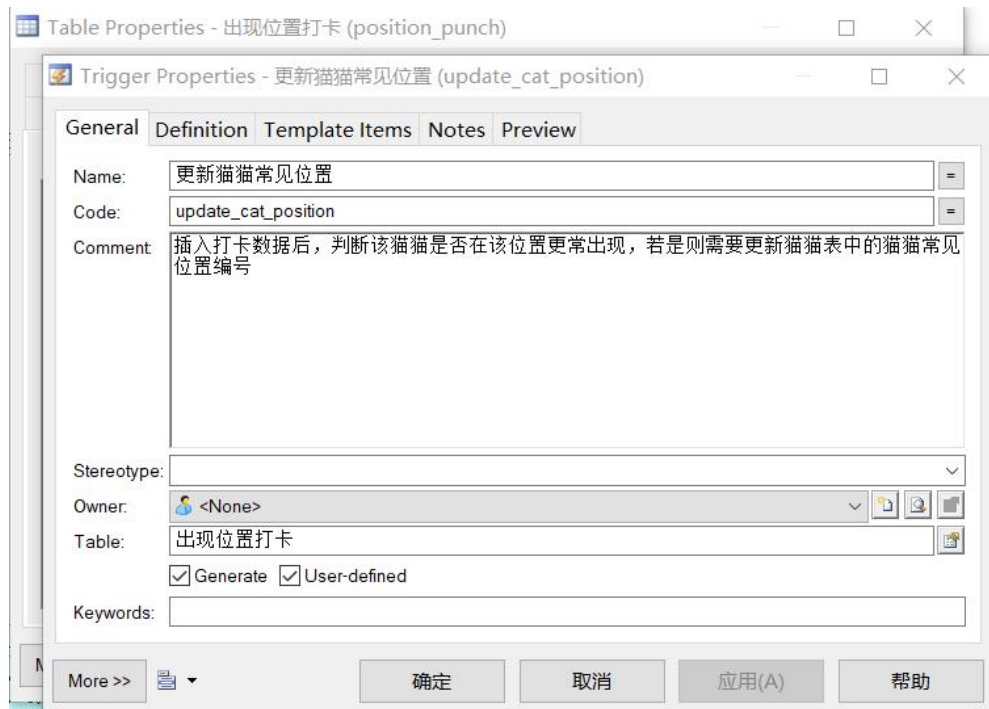 Table Properties - 出现位置打卡 (position_punch)
Trigger Properties - 更新猫猫常见位置 (update_cat_position)
General Definition Template Items Notes Preview
Name: 更新猫猫常见位置 =
Code: update_cat_position =
Comment 插入打卡数据后，判断该猫猫是否在该位置更常出现，若是则需要更新猫猫表中的猫猫常见
位置编号
Stereotype:
Owner: <None>
Table: 出现位置打卡
Generate User-defined
Keywords:
More >> 确定 取消 应用(A) 帮助